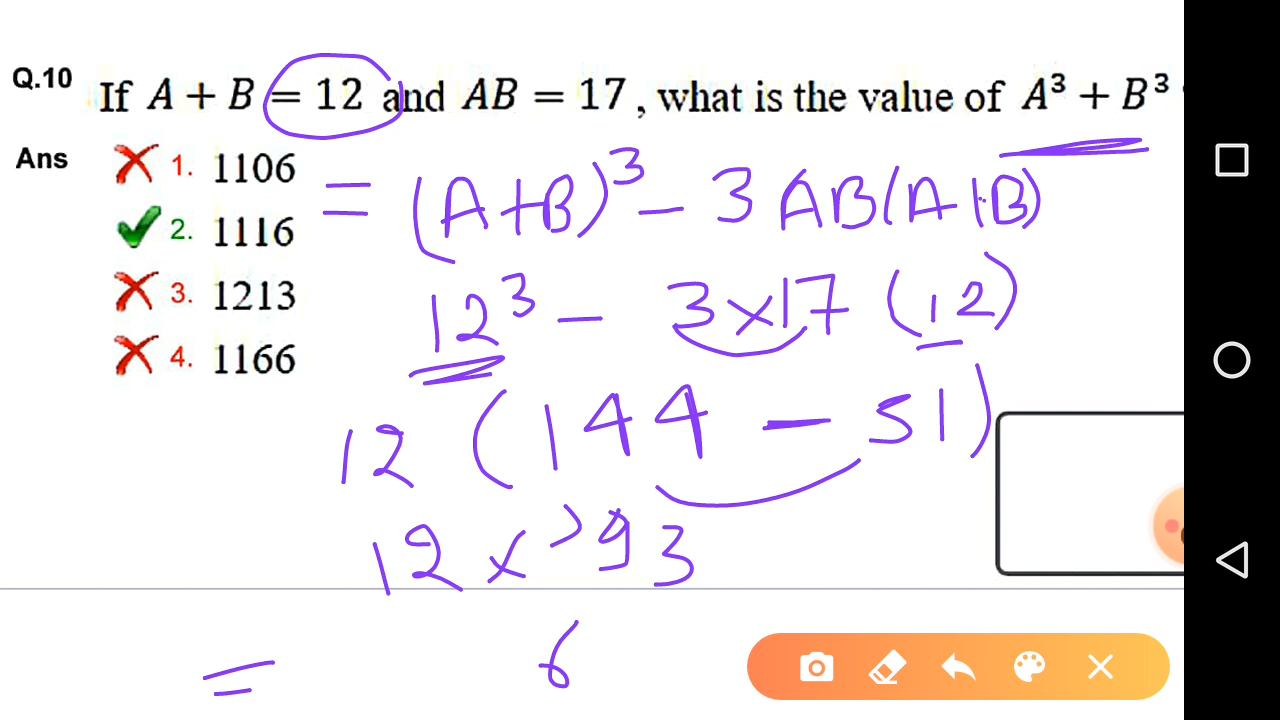 Q.10 If A + B = 12 and AB = 17, what is the value of A³ + B³
Ans
1. 1106
2. 1116
3. 1213
4. 1166
= (A+B)³ - 3AB(A+B)
12³ - 3×17 (12)
12 (144 - 51)
12 × 93
= 6